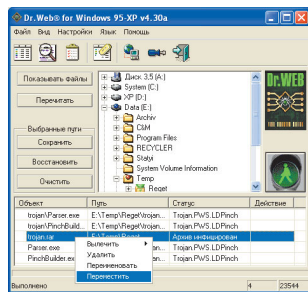 Dr.Web® for Windows 95-XP v4.30a
Файл Вид Настройки Язык Помощь
Показывать файлы
Перечитать
Выбранные пути
Сохранить
Восстановить
Очистить
Диск 3,5 (A:)
System (C:)
XP (D:)
Data (E:)
Archiv
C&M
Program Files
RECYCLER
Statyi
System Volume Information
Temp
Reget
Dr.WEB
Объект Путь Статус Действие
trojan\Parser.exe E:\Temp\Reget\trojan... Trojan.PWS.LDPinch
trojan\PinchBuild... E:\Temp\Reget\trojan... Trojan.PWS.LDPinch
trojan.rar E:\Temp\Reget Архив инфицирован
Parser.exe Trojan.PWS.LDPinch
PinchBuilder.ex Trojan.PWS.LDPinch
Вылечить
Удалить
Переименовать
Переместить
Выполнено 4 23544